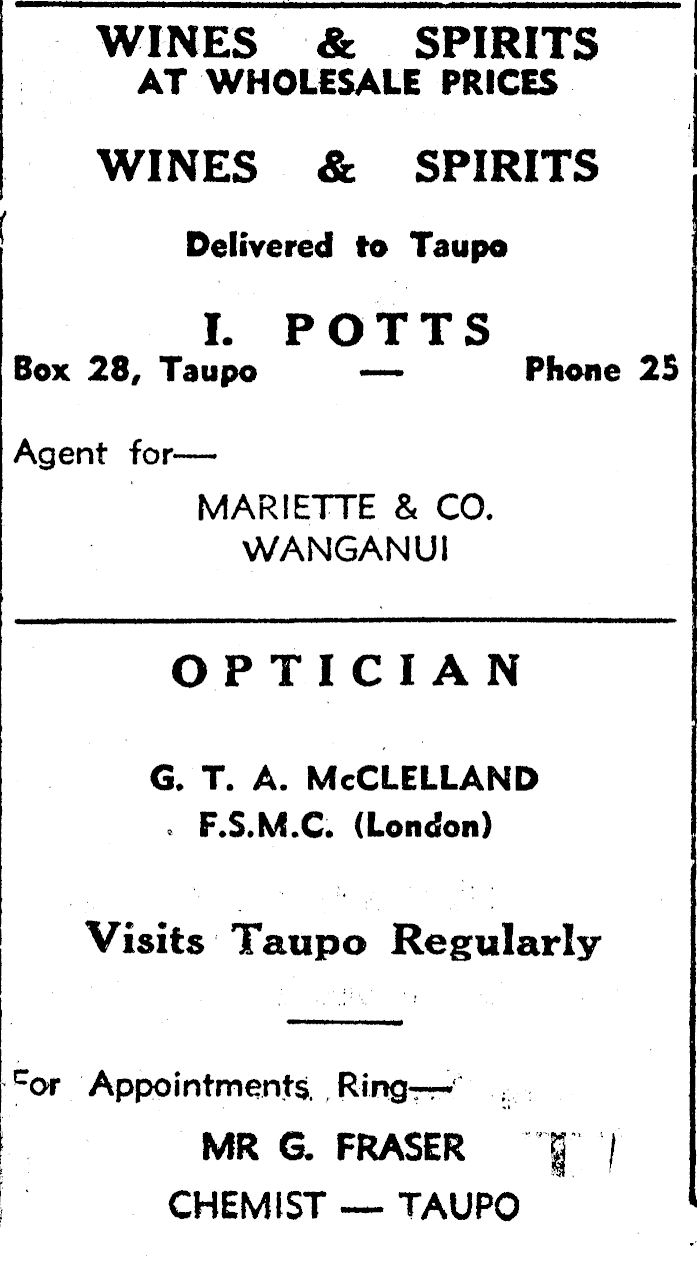 WINES & SPIRITS
AT WHOLESALE PRICES
WINES & SPIRITS
Delivered to Taupo
I. POTTS
Box 28, Taupo — Phone 25
Agent for—
MARIETTE & CO.
WANGANUI
OPTICIAN
G. T. A. McCLELLAND
F.S.M.C. (London)
Visits Taupo Regularly
For Appointments Ring—
MR G. FRASER
CHEMIST — TAUPO